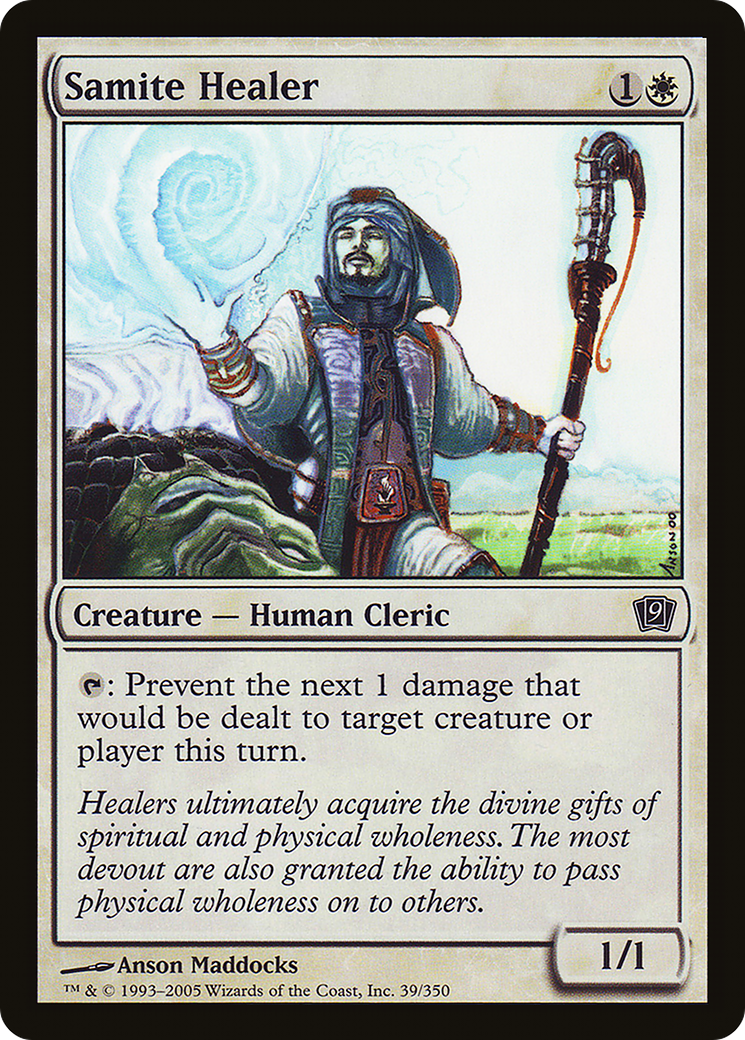 Samite Healer 1
ANSON 00
Creature — Human Cleric 9
: Prevent the next 1 damage that
would be dealt to target creature or
player this turn.
Healers ultimately acquire the divine gifts of
spiritual and physical wholeness. The most
devout are also granted the ability to pass
physical wholeness on to others.
1/1
Anson Maddocks
™ & © 1993–2005 Wizards of the Coast, Inc. 39/350